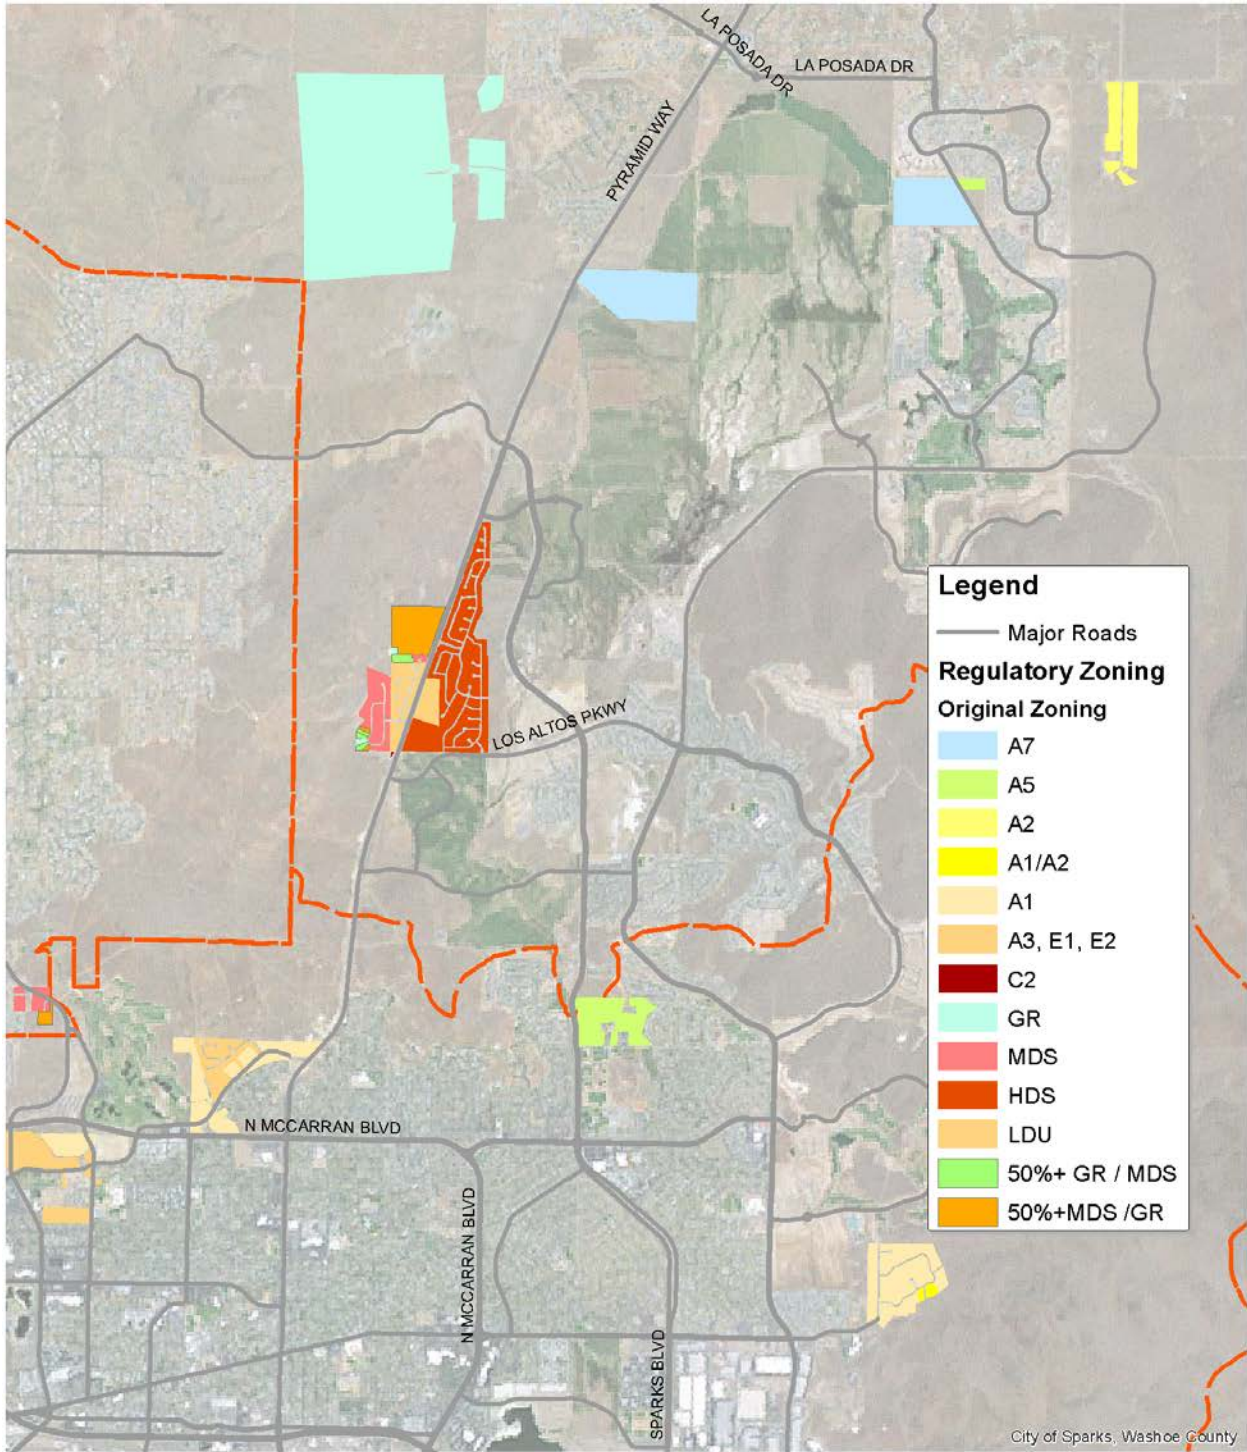 LA POSADA DR
LA POSADA DR
PYRAMID WAY
LOS ALTOS PKWY
N MCCARRAN BLVD
N MCCARRAN BLVD
SPARKS BLVD
Legend
Major Roads
Regulatory Zoning
Original Zoning
A7
A5
A2
A1/A2
A1
A3, E1, E2
C2
GR
MDS
HDS
LDU
50%+ GR / MDS
50%+MDS /GR
City of Sparks, Washoe County